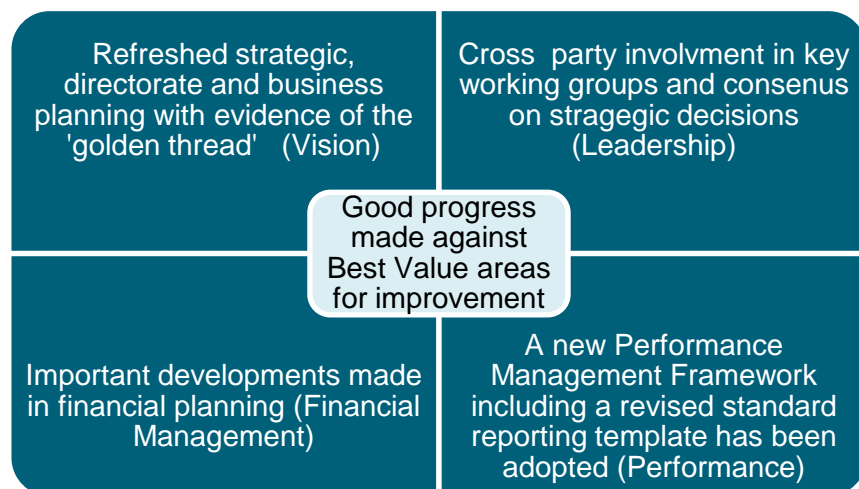 Refreshed strategic,
directorate and business
planning with evidence of the
'golden thread'   (Vision)
Cross  party involvment in key
working groups and consenus
on stragegic decisions
(Leadership)
Good progress
made against
Best Value areas
for improvement
Important developments made
in financial planning (Financial
Management)
A new Performance
Management Framework
including a revised standard
reporting template has been
adopted (Performance)